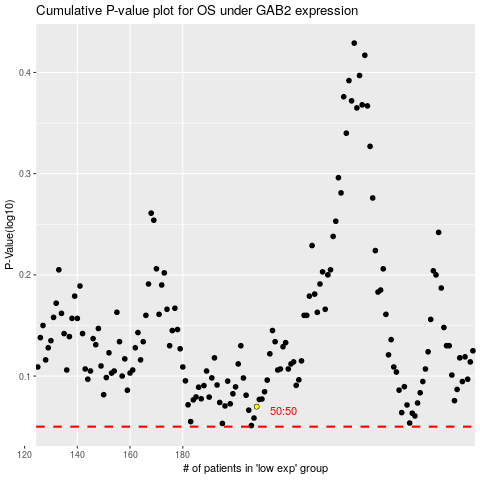 Cumulative P-value plot for OS under GAB2 expression
P-Value(log10)
0.4
0.3
0.2
0.1
50:50
120 140 160 180
# of patients in 'low exp' group